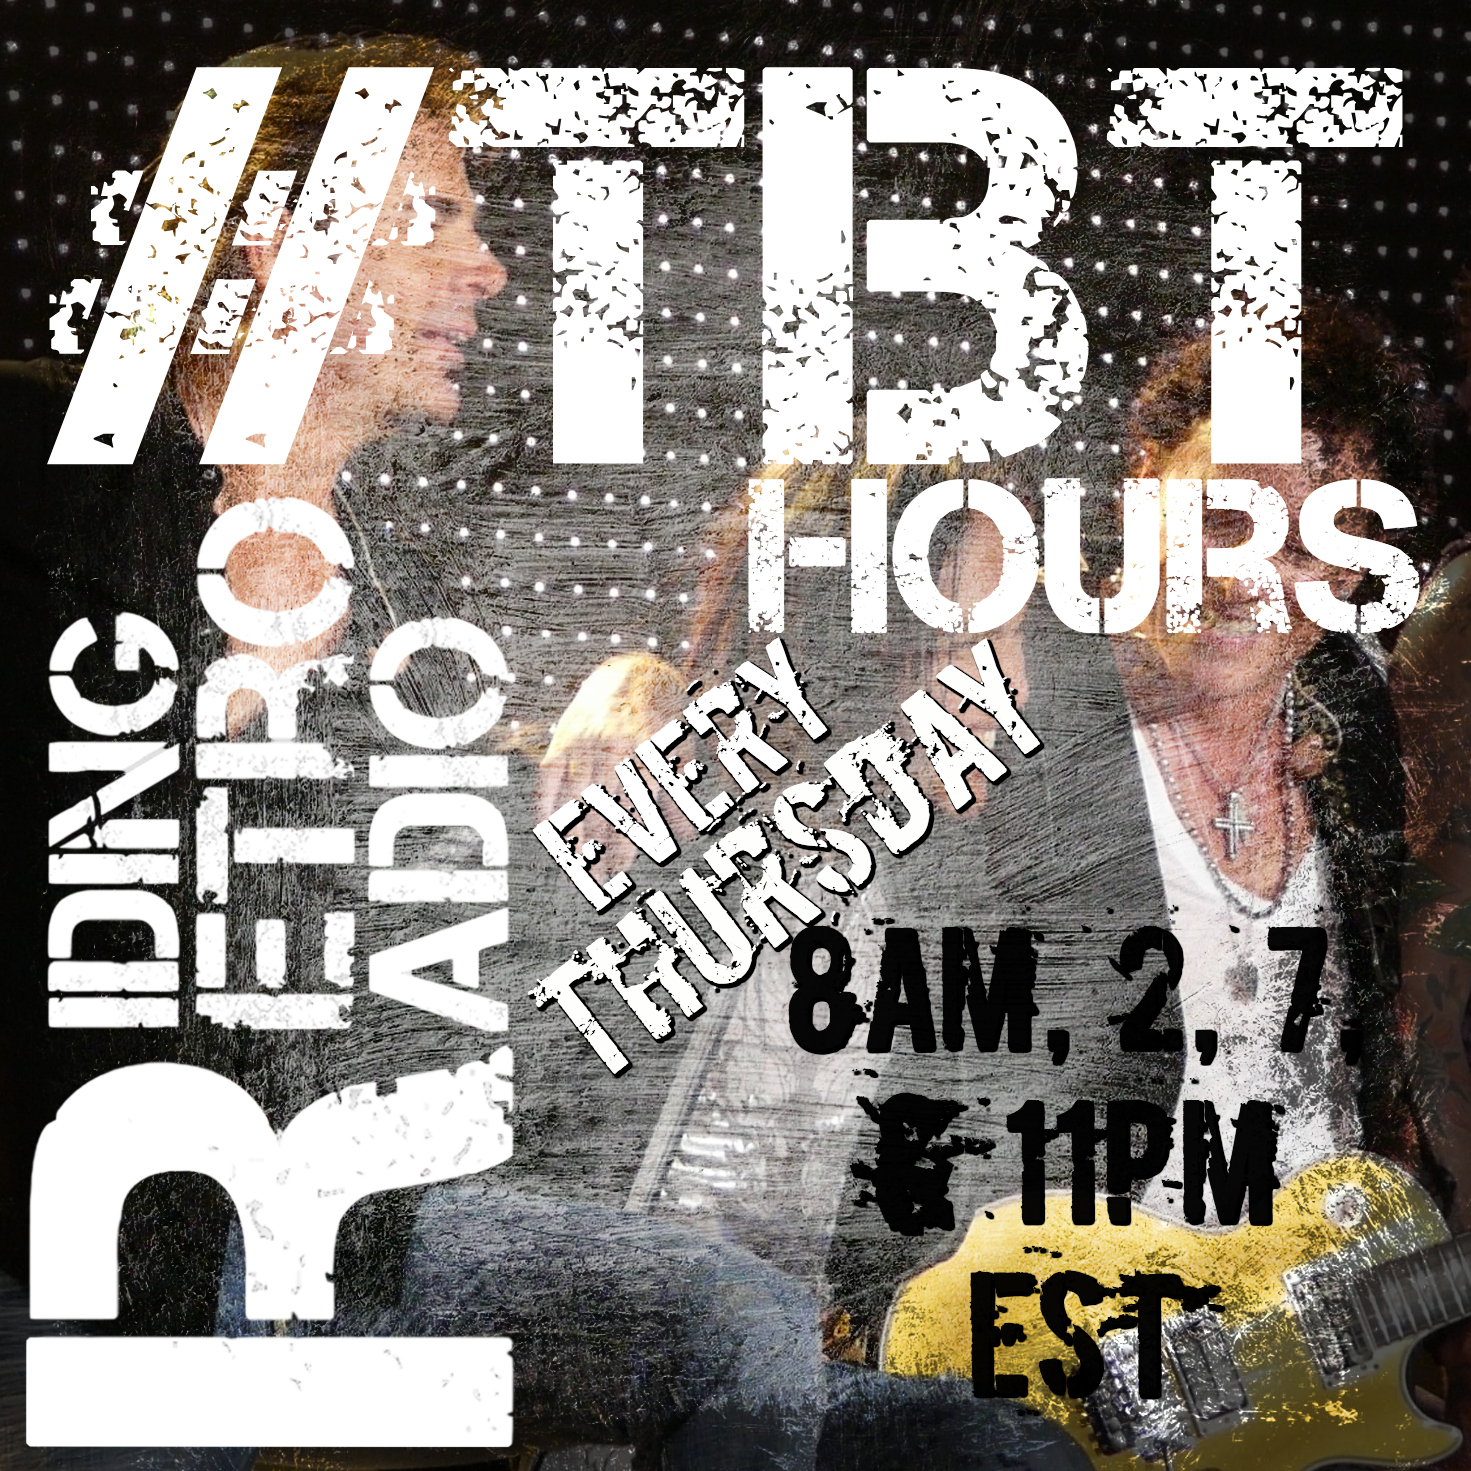 #TBT
HOURS
RIDING
RETRO
RADIO
EVERY
THURSDAY
8AM, 2, 7,
& 11PM
EST